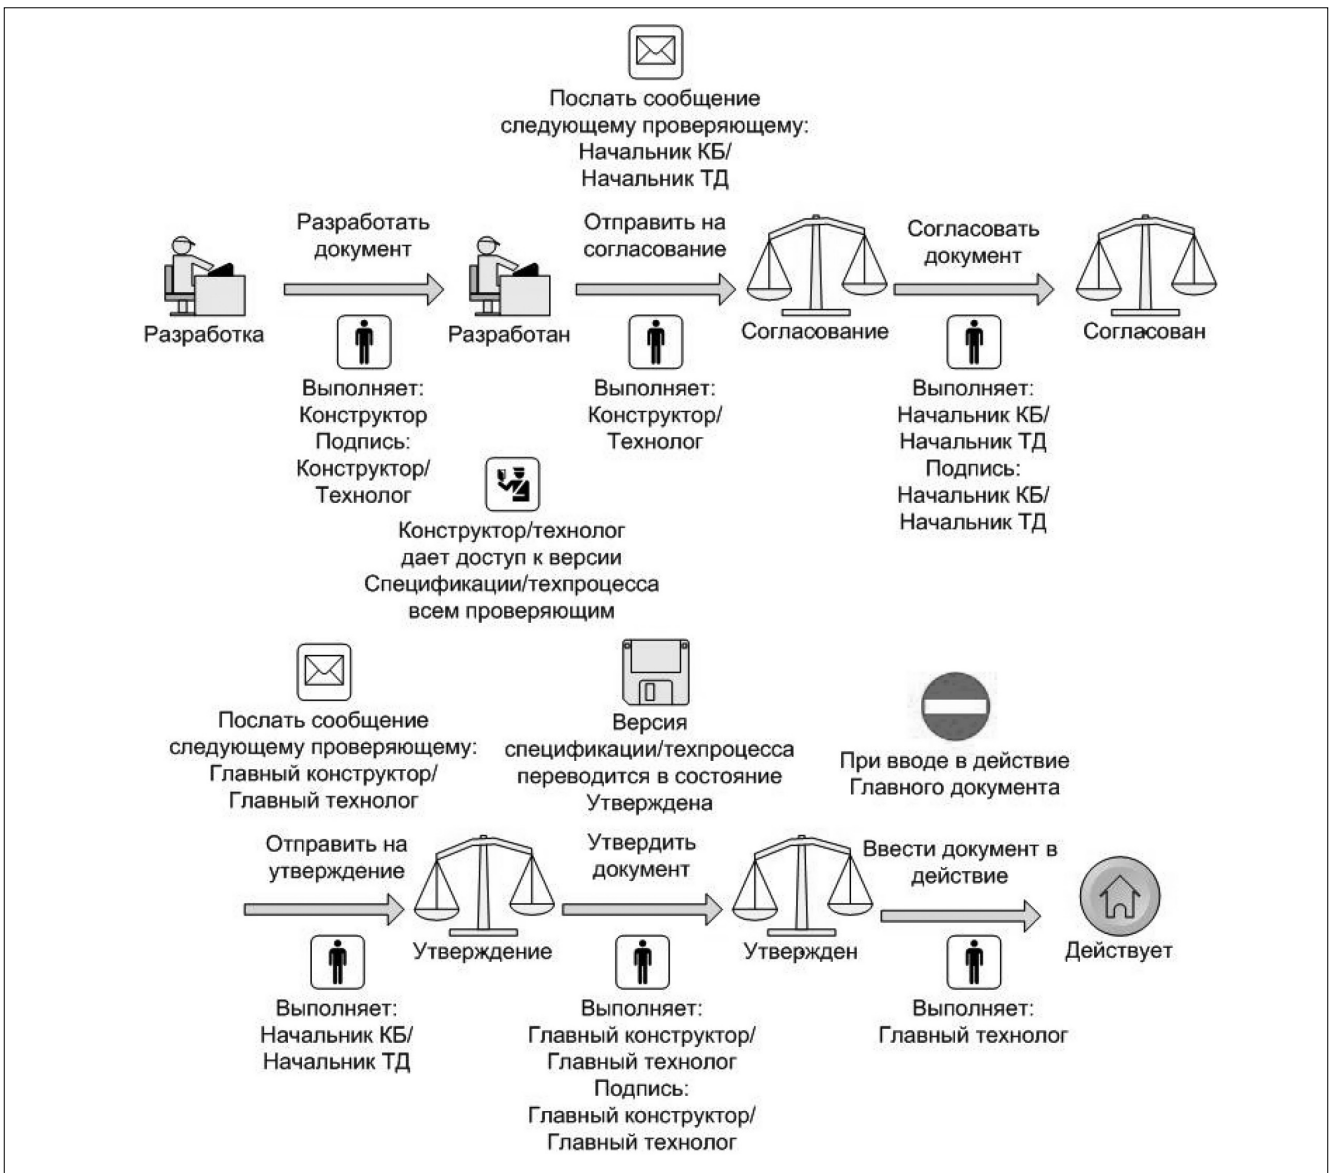 Послать сообщение
следующему проверяющему:
Начальник КБ/
Начальник ТД
Разработать
документ
Отправить на
согласование
Согласовать
документ
Разработка
Разработан
Согласование
Согласован
Выполняет:
Конструктор
Подпись:
Конструктор/
Технолог
Выполняет:
Конструктор/
Технолог
Выполняет:
Начальник КБ/
Начальник ТД
Подпись:
Начальник КБ/
Начальник ТД
Конструктор/технолог
дает доступ к версии
Спецификации/техпроцесса
всем проверяющим
Послать сообщение
следующему проверяющему:
Главный конструктор/
Главный технолог
Версия
спецификации/техпроцесса
переводится в состояние
Утверждена
При вводе в действие
Главного документа
Отправить на
утверждение
Утвердить
документ
Ввести документ в
действие
Утверждение
Утвержден
Действует
Выполняет:
Начальник КБ/
Начальник ТД
Выполняет:
Главный конструктор/
Главный технолог
Подпись:
Главный конструктор/
Главный технолог
Выполняет:
Главный технолог